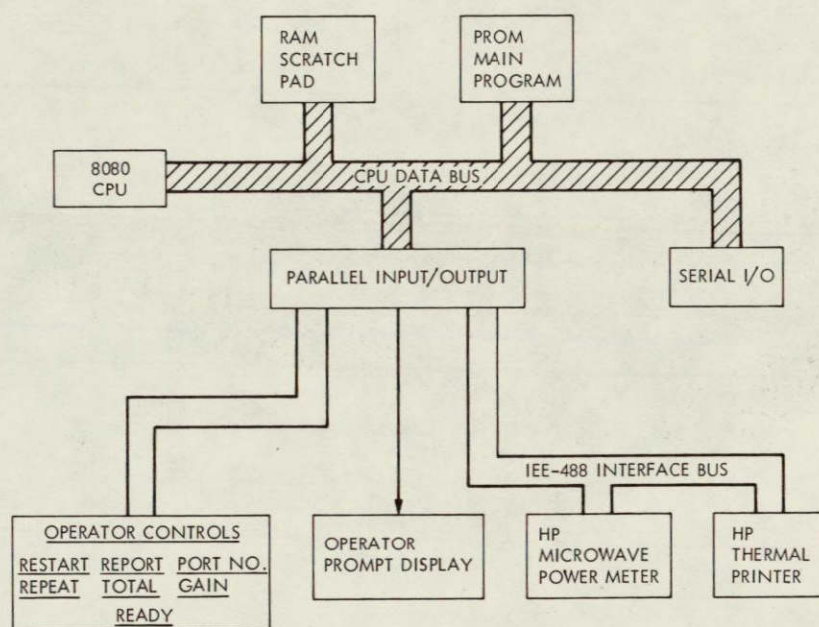 RAM
SCRATCH
PAD
PROM
MAIN
PROGRAM
8080
CPU
CPU DATA BUS
PARALLEL INPUT/OUTPUT
SERIAL I/O
IEE-488 INTERFACE BUS
OPERATOR CONTROLS
RESTART REPORT PORT NO.
REPEAT TOTAL GAIN
READY
OPERATOR
PROMPT DISPLAY
HP
MICROWAVE
POWER METER
HP
THERMAL
PRINTER